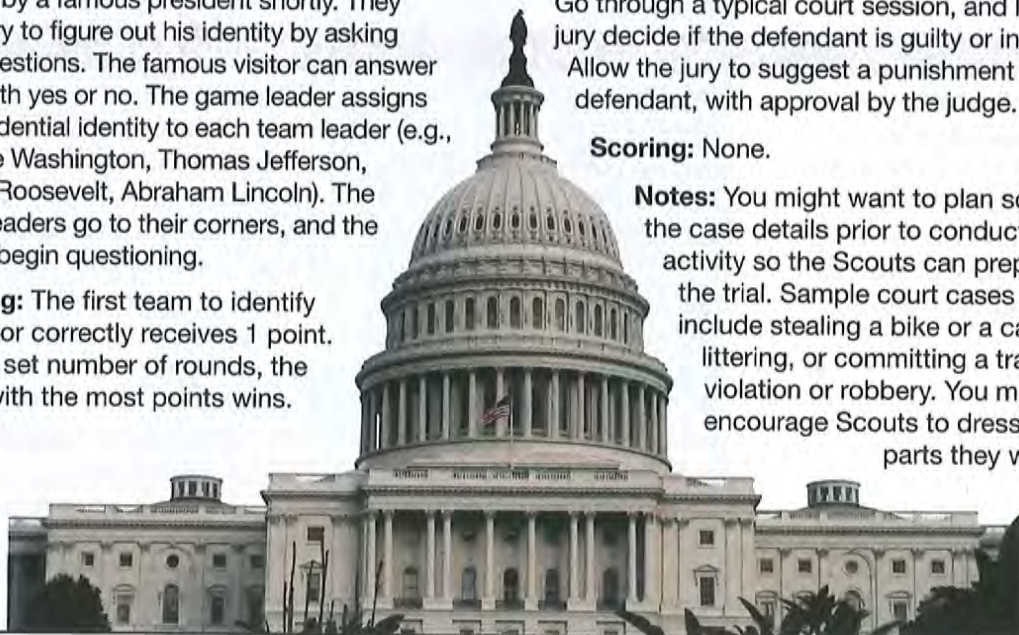 by a famous president shortly. They
y to figure out his identity by asking
estions. The famous visitor can answer
th yes or no. The game leader assigns
dential identity to each team leader (e.g.,
e Washington, Thomas Jefferson,
Roosevelt, Abraham Lincoln). The
eaders go to their corners, and the
begin questioning.
g: The first team to identify
or correctly receives 1 point.
set number of rounds, the
with the most points wins.
Go through a typical court session, and l
jury decide if the defendant is guilty or in
Allow the jury to suggest a punishment
defendant, with approval by the judge.
Scoring: None.
Notes: You might want to plan so
the case details prior to conduct
activity so the Scouts can prep
the trial. Sample court cases
include stealing a bike or a ca
littering, or committing a tra
violation or robbery. You m
encourage Scouts to dress
parts they w